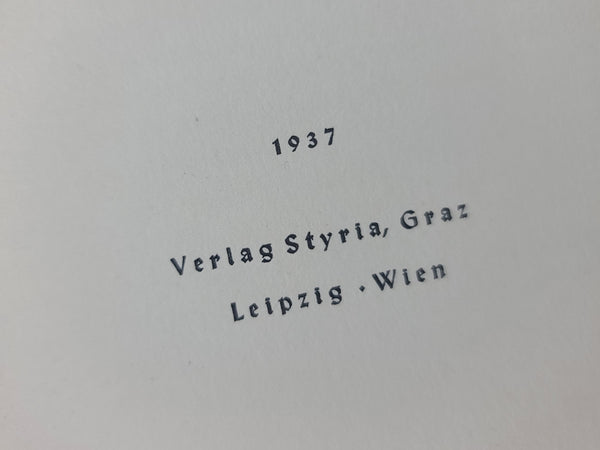 1937
Verlag Styria, Graz
Leipzig · Wien